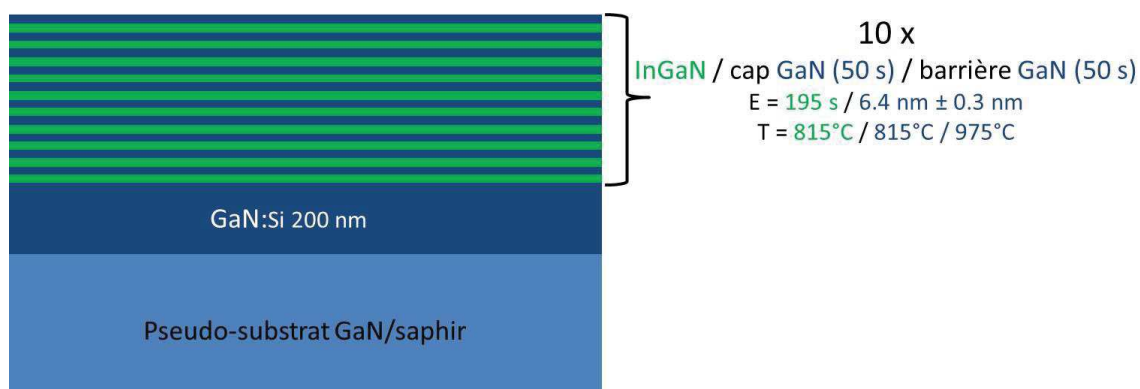 10 x
InGaN / cap GaN (50 s) / barrière GaN (50 s)
E = 195 s / 6.4 nm ± 0.3 nm
T = 815°C / 815°C / 975°C
GaN:Si 200 nm
Pseudo-substrat GaN/saphir